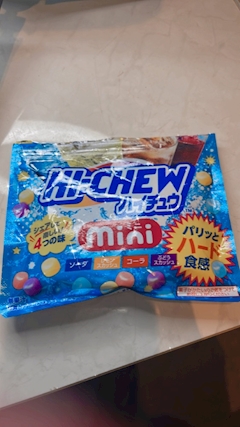 HI-CHEW
ハイチュウ
mini
シェアして
楽しい
4つの味
パリッと
ハード
食感
ソーダ
コーラ
ぶどう
スカッシュ